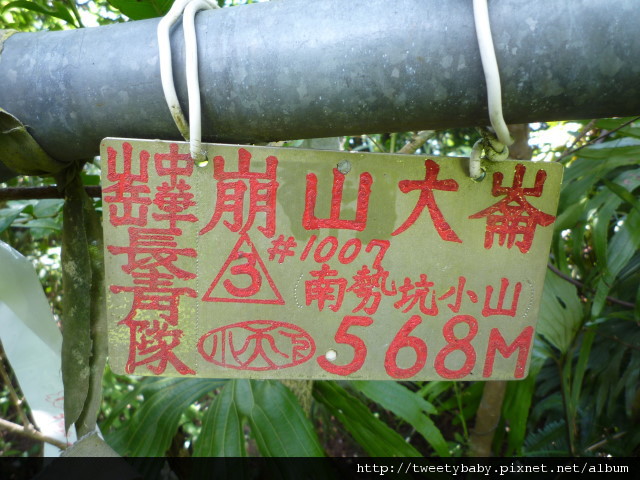 中華
山岳
長青隊
崩山大崙
#1007
3
南勢坑小山
568M
http://tweetybaby.pixnet.net/album